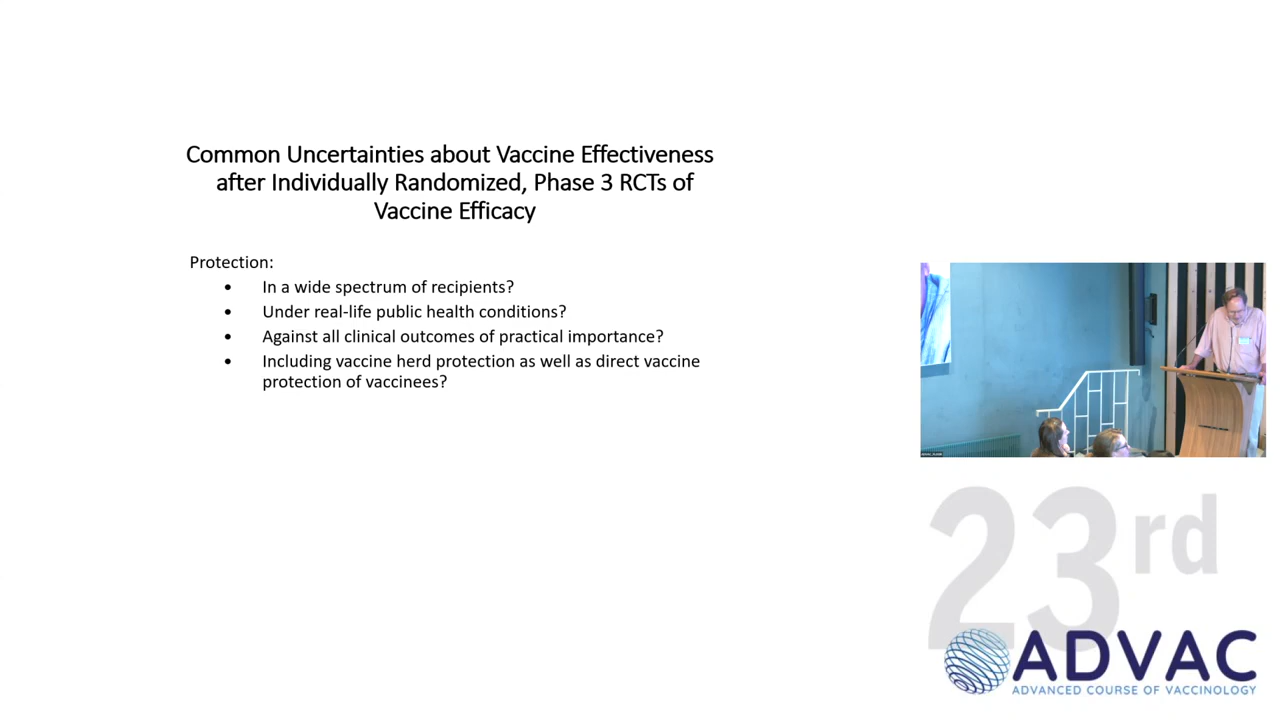 Common Uncertainties about Vaccine Effectiveness
after Individually Randomized, Phase 3 RCTs of
Vaccine Efficacy
Protection:
• In a wide spectrum of recipients?
• Under real-life public health conditions?
• Against all clinical outcomes of practical importance?
• Including vaccine herd protection as well as direct vaccine
protection of vaccinees?
23rd
ADVAC
ADVANCED COURSE OF VACCINOLOGY